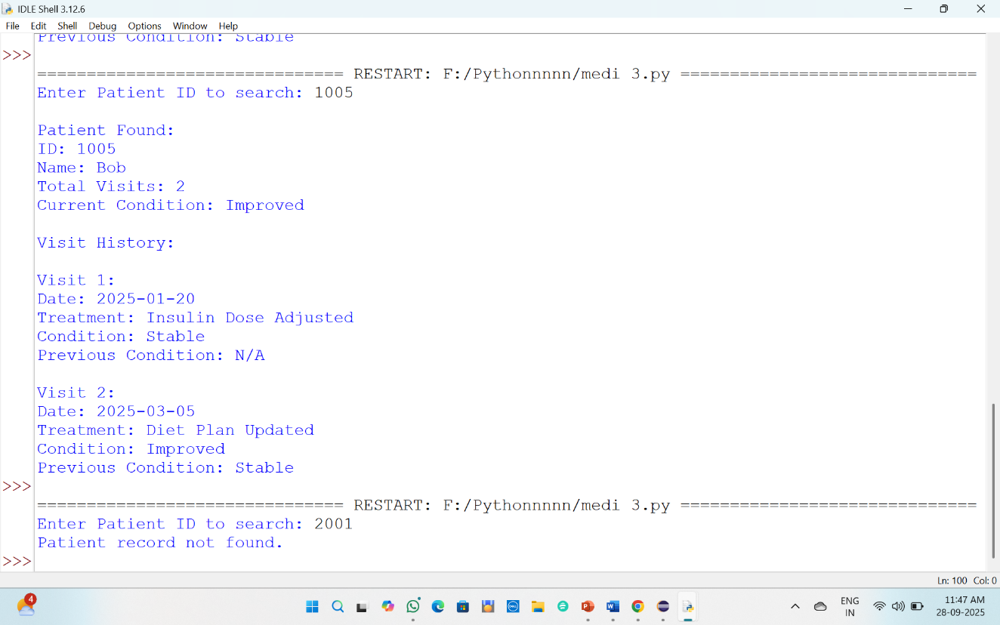 IDLE Shell 3.12.6
File Edit Shell Debug Options Window Help
Previous Condition: Stable
>>>
=============================== RESTART: F:/Pythonnnnn/medi 3.py ==============================
Enter Patient ID to search: 1005
Patient Found:
ID: 1005
Name: Bob
Total Visits: 2
Current Condition: Improved
Visit History:
Visit 1:
Date: 2025-01-20
Treatment: Insulin Dose Adjusted
Condition: Stable
Previous Condition: N/A
Visit 2:
Date: 2025-03-05
Treatment: Diet Plan Updated
Condition: Improved
Previous Condition: Stable
>>>
=============================== RESTART: F:/Pythonnnnn/medi 3.py ==============================
Enter Patient ID to search: 2001
Patient record not found.
>>>
Ln: 100 Col: 0
4
DELL
P
W
ENG
IN
11:47 AM
28-09-2025